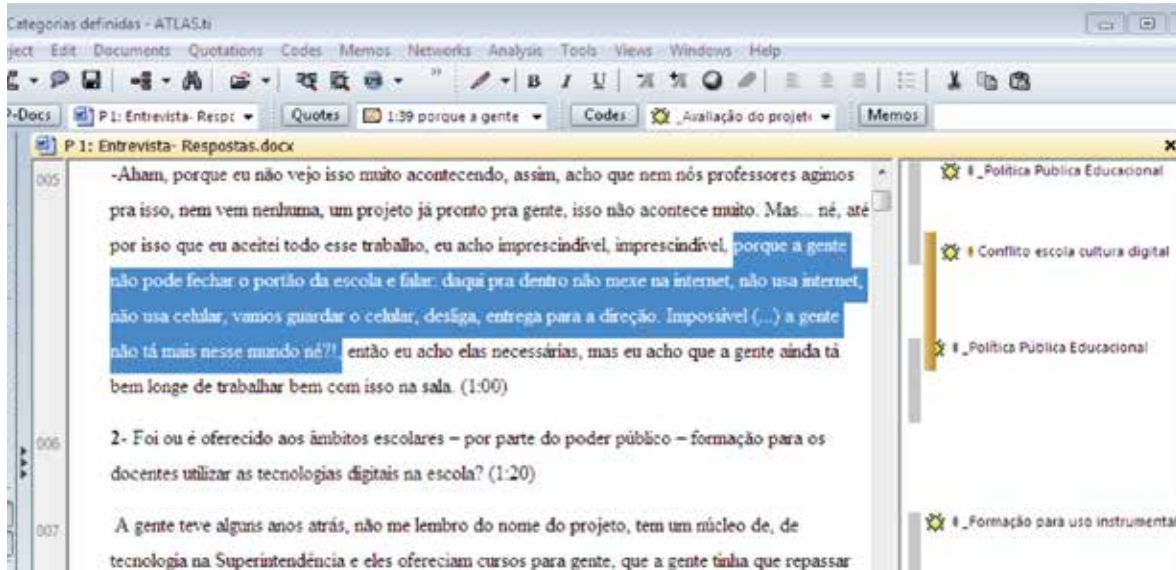 Categorias definidas - ATLAS.ti
ject Edit Documents Quotations Codes Memos Networks Analysis Tools Views Windows Help
B I U
P-Docs P 1: Entrevista- Respc Quotes 1:39 porque a gente Codes _Avaliação do projeto Memos
P 1: Entrevista- Respostas.docx
005 -Aham, porque eu não vejo isso muito acontecendo, assim, acho que nem nós professores agimos
pra isso, nem vem nenhuma, um projeto já pronto pra gente, isso não acontece muito. Mas... né, até
por isso que eu aceitei todo esse trabalho, eu acho imprescindível, imprescindível, porque a gente
não pode fechar o portão da escola e falar: daqui pra dentro não mexe na internet, não usa internet,
não usa celular, vamos guardar o celular, desliga, entrega para a direção. Impossível (...) a gente
não tá mais nesse mundo né?!, então eu acho elas necessárias, mas eu acho que a gente ainda tá
bem longe de trabalhar bem com isso na sala. (1:00)
006 2- Foi ou é oferecido aos âmbitos escolares – por parte do poder público – formação para os
docentes utilizar as tecnologias digitais na escola? (1:20)
007 A gente teve alguns anos atrás, não me lembro do nome do projeto, tem um núcleo de, de
tecnologia na Superintendência e eles ofereciam cursos para gente, que a gente tinha que repassar
_Política Pública Educacional
Conflito escola cultura digital
_Política Pública Educacional
_Formação para uso instrumental